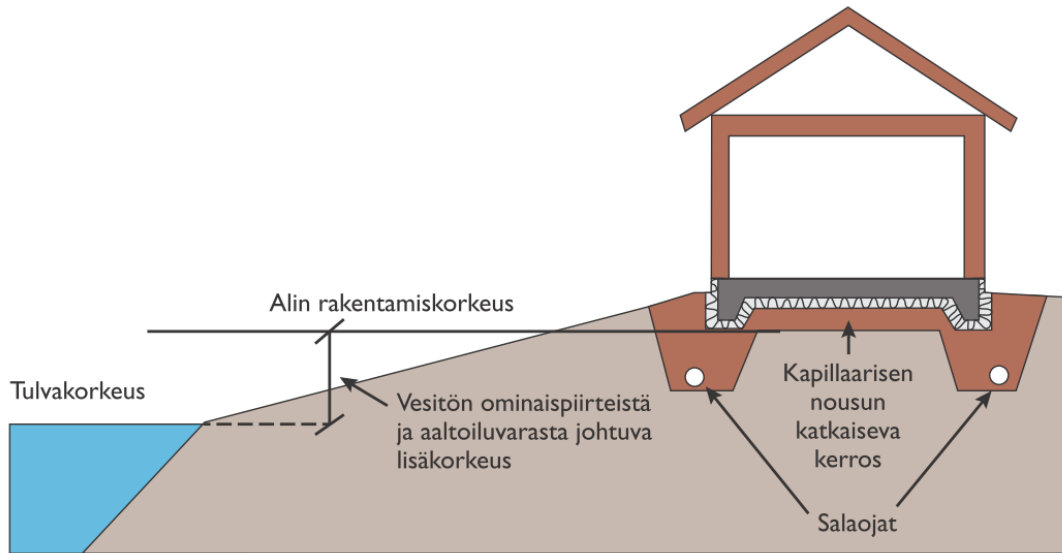 Alin rakentamiskorkeus
Tulvakorkeus
Vesitön ominaispiirteistä
ja aaltoiluvarasta johtuva
lisäkorkeus
Kapillaarisen
nousun
katkaiseva
kerros
Salaojat